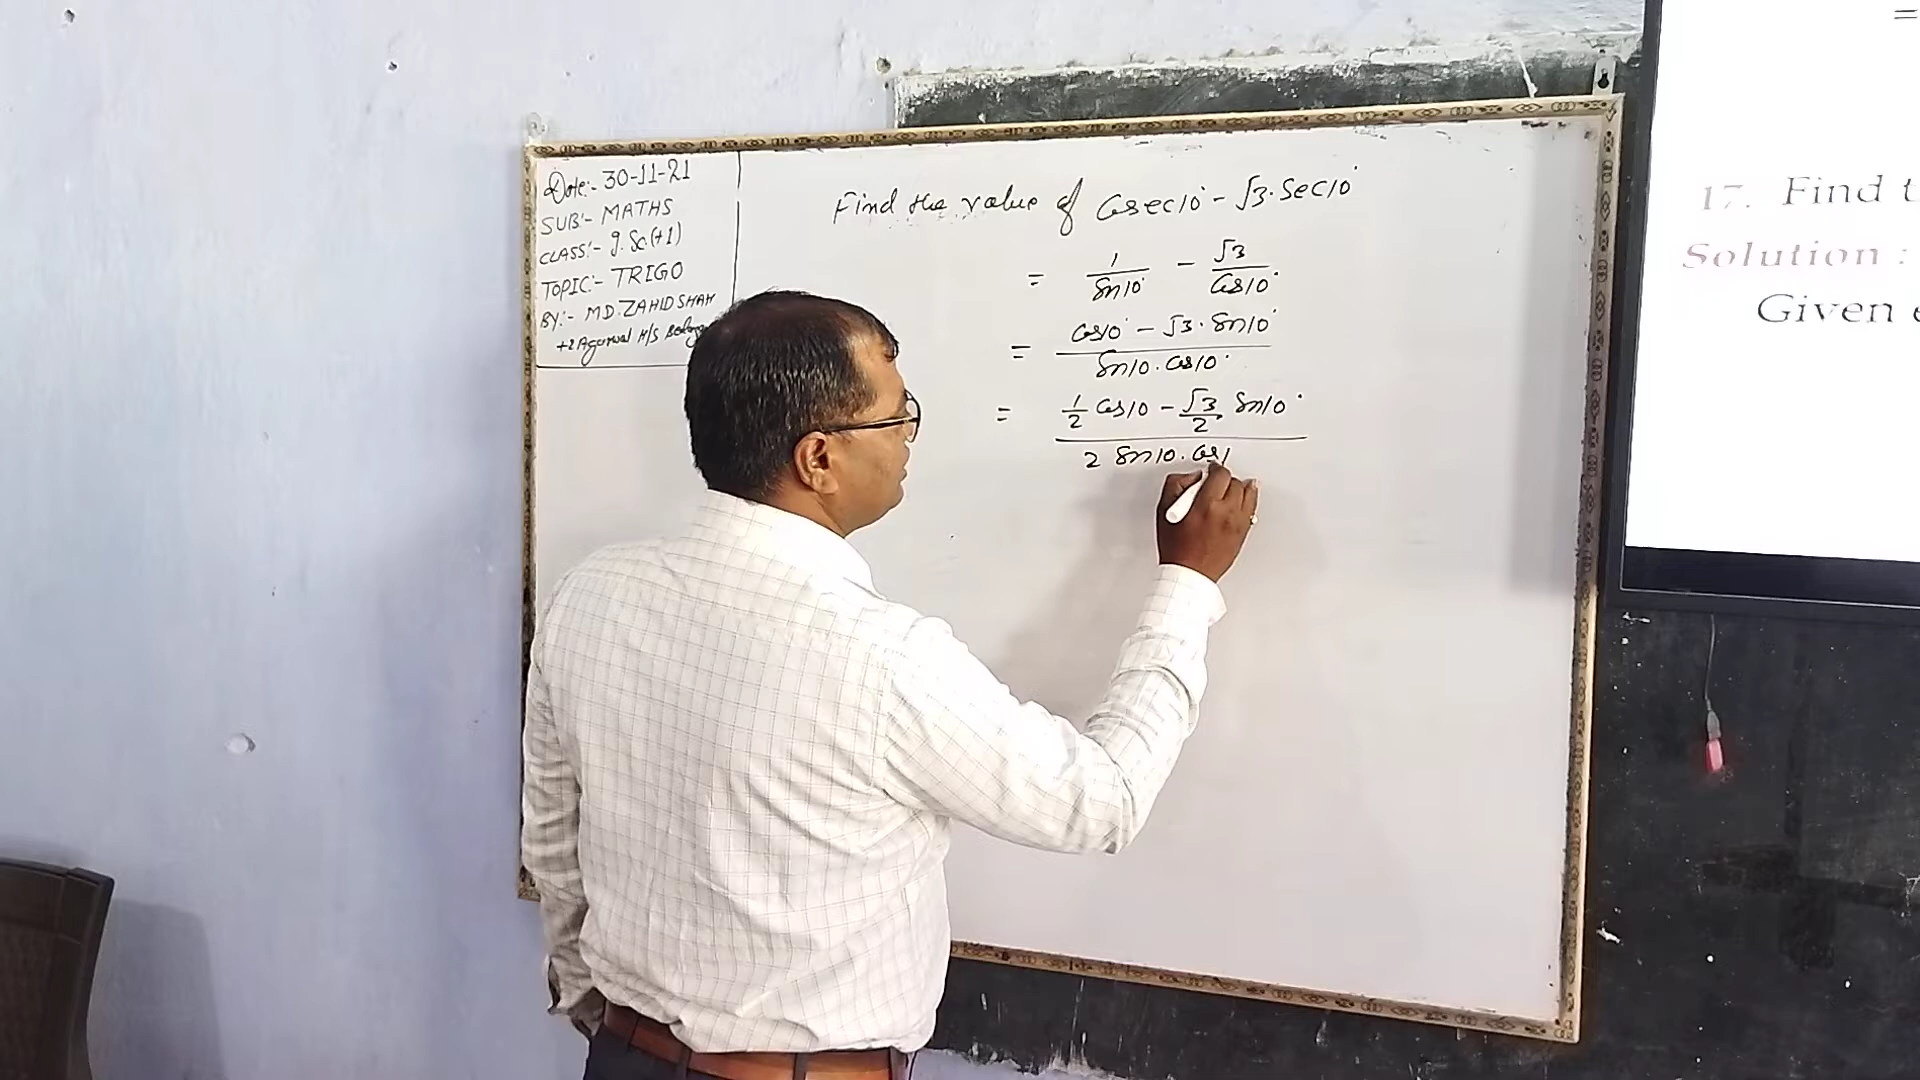 Date:- 30-11-21
SUB:- MATHS
CLASS:- I.Sc(+1)
TOPIC:- TRIGO
BY:- MD. ZAHID SHAH
+2 Agarwal H/S
Find the value of Cosec10° - √3. Sec10°
= 1/Sin10° - √3/Cos10°
= Cos10° - √3. Sin10° / Sin10. Cos10°
= 1/2 Cos10 - √3/2 Sin10° / 2 Sin10. Cos1
=
17. Find t
Solution :
Given e